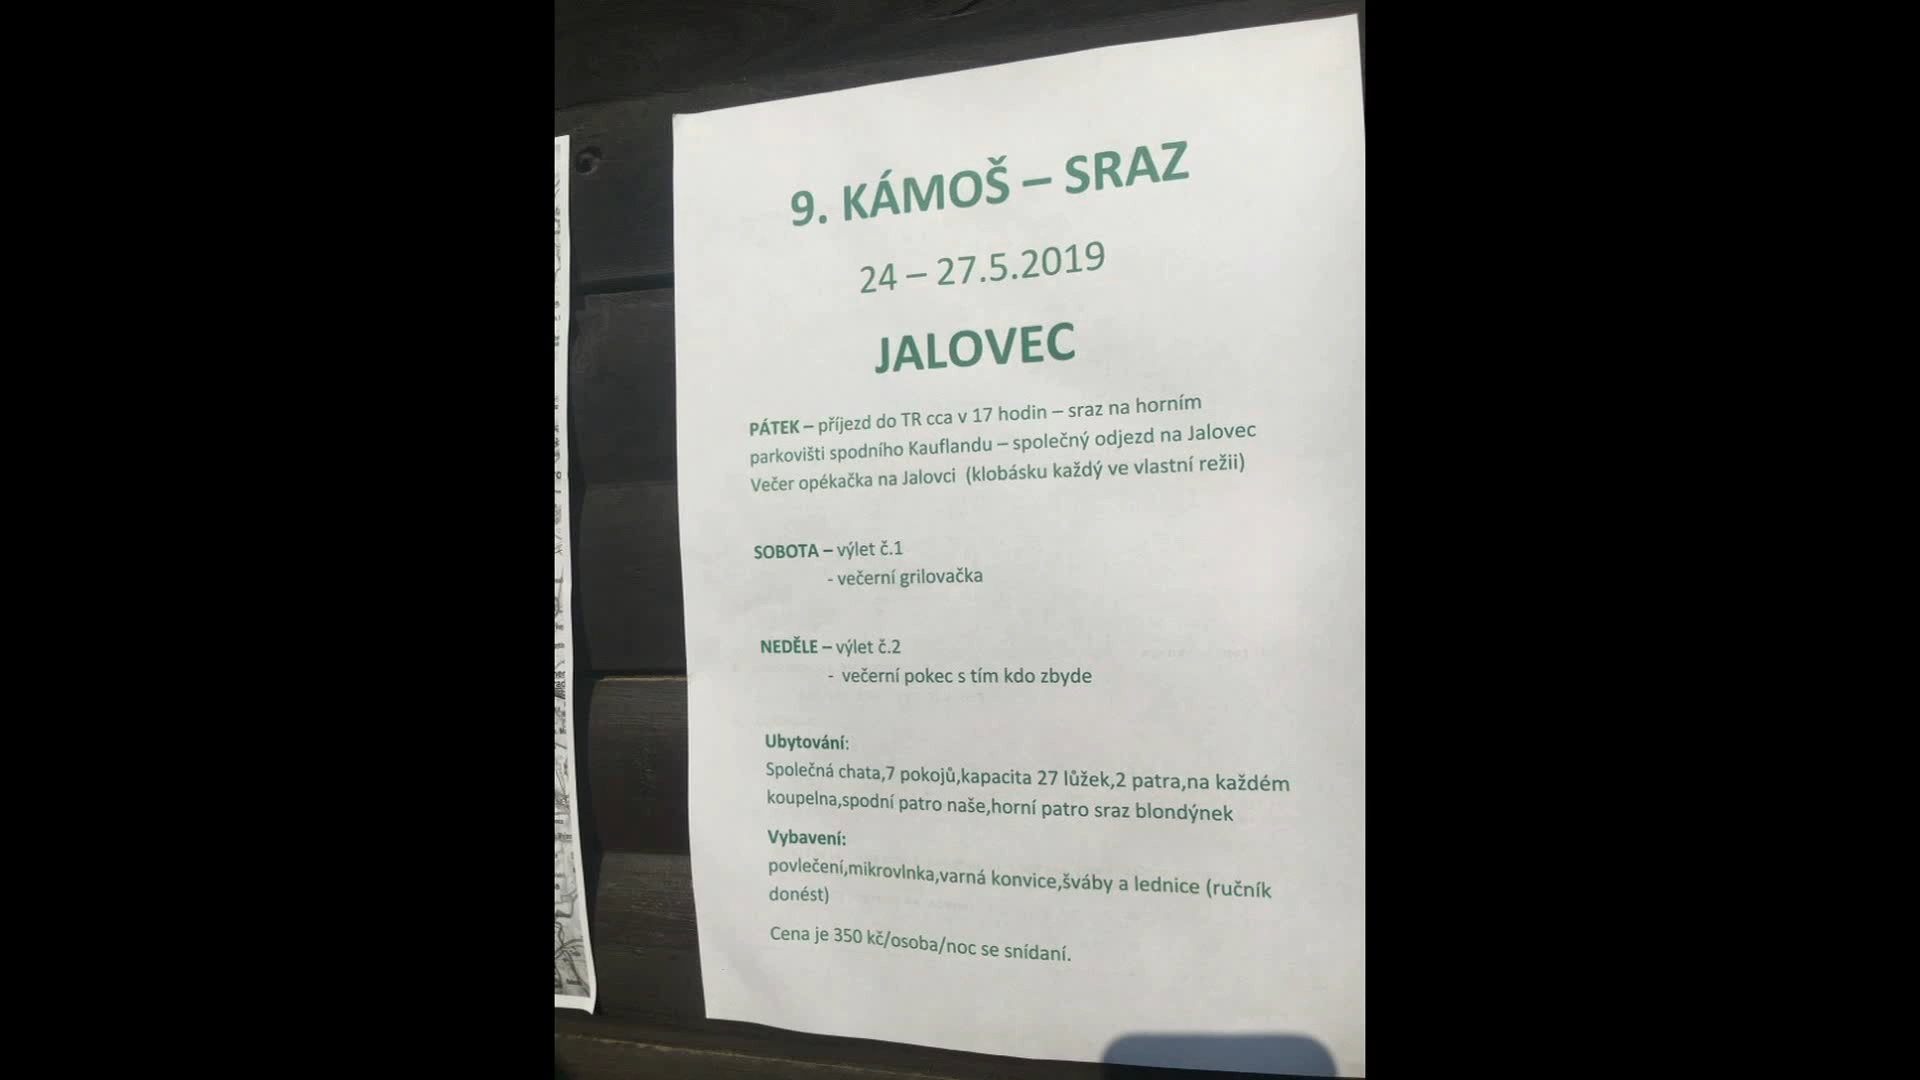 9. KÁMOŠ – SRAZ
24 – 27.5.2019
JALOVEC
PÁTEK – příjezd do TR cca v 17 hodin – sraz na horním
parkovišti spodního Kauflandu – společný odjezd na Jalovec
Večer opékačka na Jalovci (klobásku každý ve vlastní režii)
SOBOTA – výlet č.1
- večerní grilovačka
NEDĚLE – výlet č.2
- večerní pokec s tím kdo zbyde
Ubytování:
Společná chata,7 pokojů,kapacita 27 lůžek,2 patra,na každém
koupelna,spodní patro naše,horní patro sraz blondýnek
Vybavení:
povlečení,mikrovlnka,varná konvice,šváby a lednice (ručník
donést)
Cena je 350 kč/osoba/noc se snídaní.